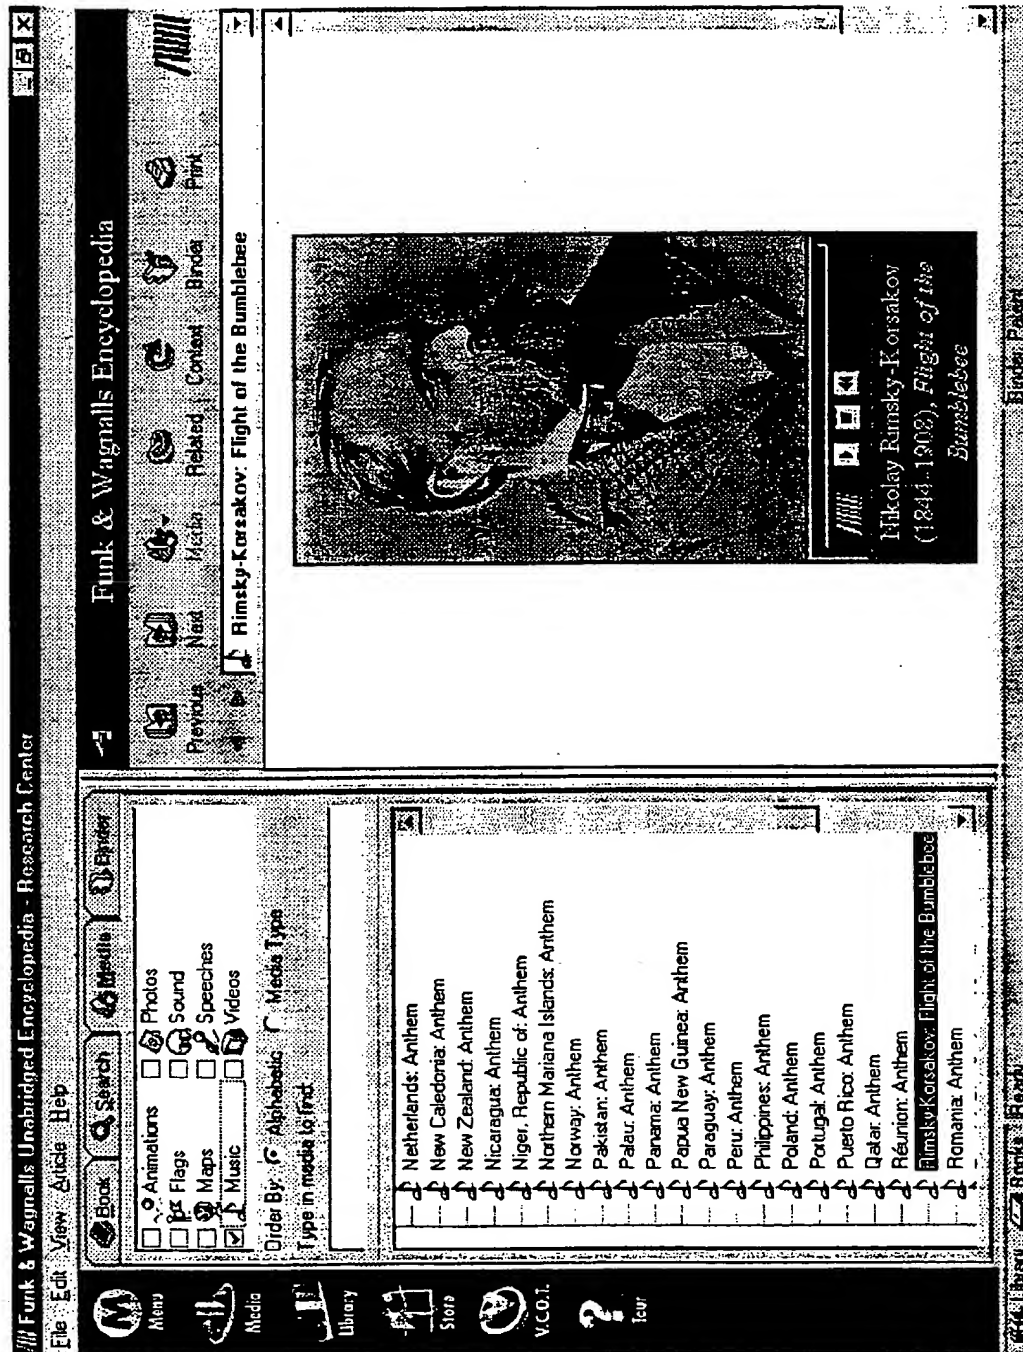 Funk & Wagnalls Unabridged Encyclopedia - Research Center
File Edit View Article Help
Menu
Media
Library
Store
V.C.O.T.
Tour
Book Search Media Binder
Animations Photos
Flags Sound
Maps Speeches
Music Videos
Order By: Alphabetic Media Type
Type in media to find:
Netherlands: Anthem
New Caledonia: Anthem
New Zealand: Anthem
Nicaragua: Anthem
Niger, Republic of: Anthem
Northern Mariana Islands: Anthem
Norway: Anthem
Pakistan: Anthem
Palau: Anthem
Panama: Anthem
Papua New Guinea: Anthem
Paraguay: Anthem
Peru: Anthem
Philippines: Anthem
Poland: Anthem
Portugal: Anthem
Puerto Rico: Anthem
Qatar: Anthem
Réunion: Anthem
Rimsky-Korsakov: Flight of the Bumblebee
Romania: Anthem
Funk & Wagnalls Encyclopedia
Previous Next Media Related Context Binder Print
Rimsky-Korsakov: Flight of the Bumblebee
Nikolay Rimsky-Korsakov
(1844-1908), Flight of the
Bumblebee
Library Books Ready